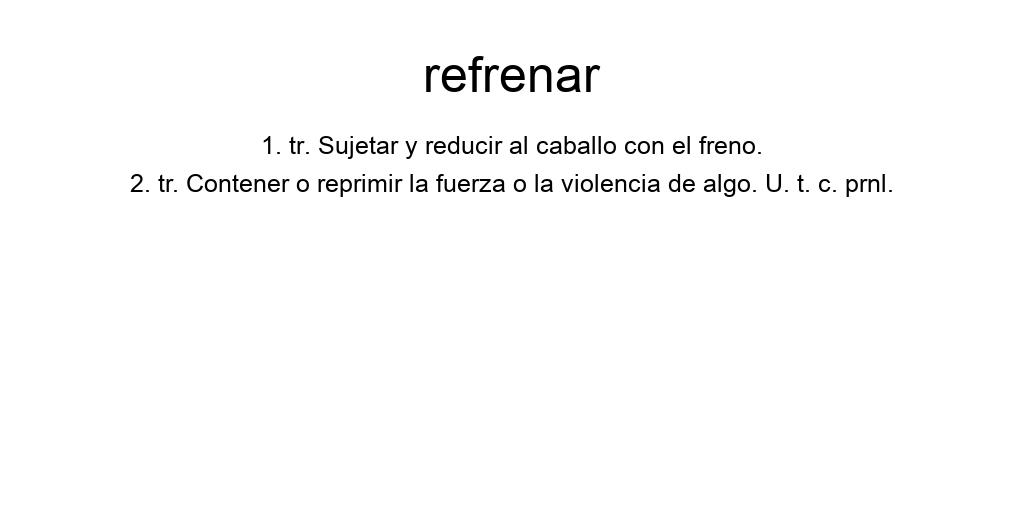 refrenar
1. tr. Sujetar y reducir al caballo con el freno.
2. tr. Contener o reprimir la fuerza o la violencia de algo. U. t. c. prnl.